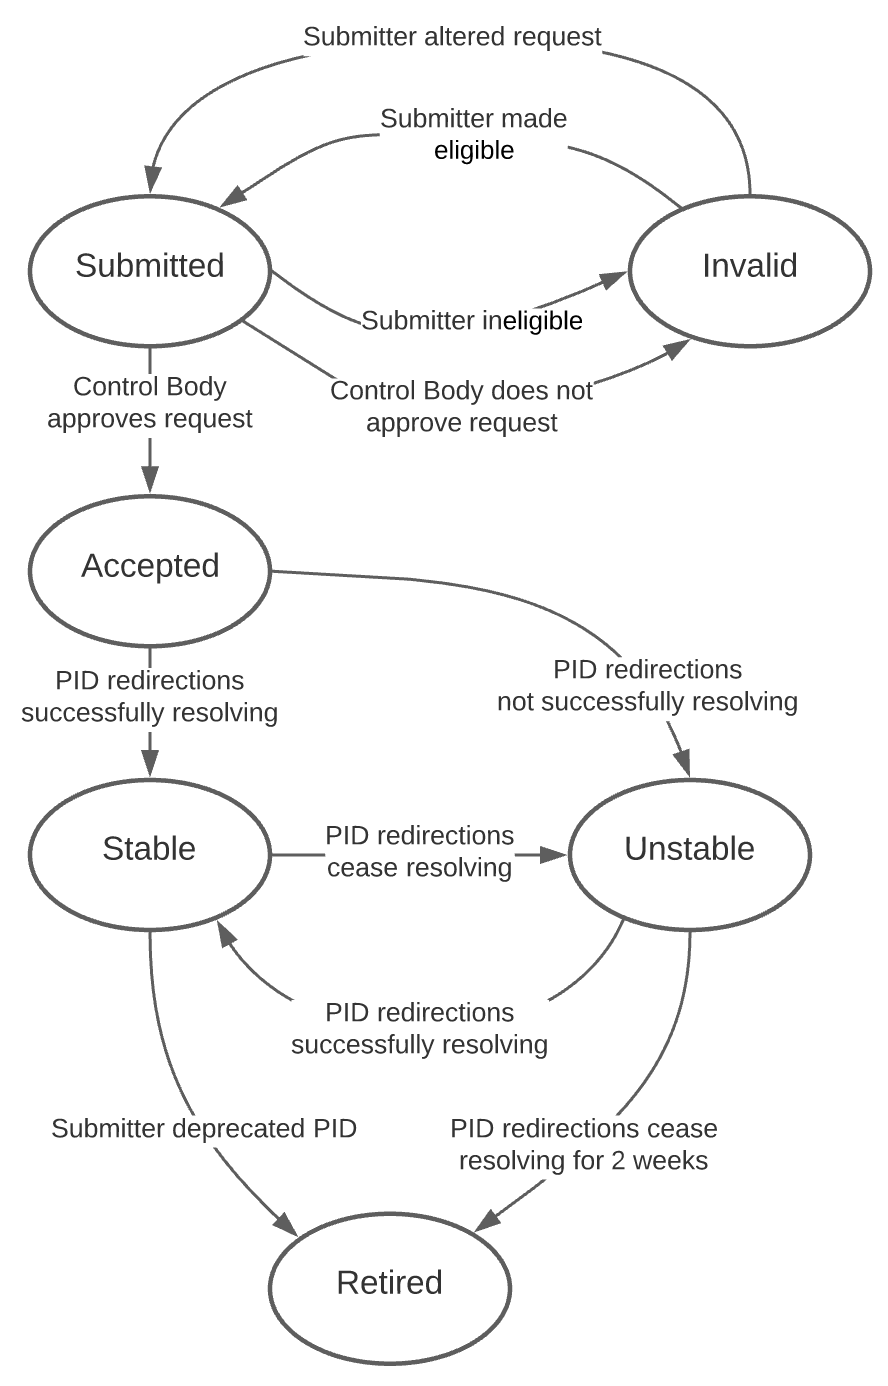 Submitter altered request
Submitter made
eligible
Submitted
Invalid
Submitter ineligible
Control Body
approves request
Control Body does not
approve request
Accepted
PID redirections
successfully resolving
PID redirections
not successfully resolving
Stable
PID redirections
cease resolving
Unstable
PID redirections
successfully resolving
Submitter deprecated PID
PID redirections cease
resolving for 2 weeks
Retired